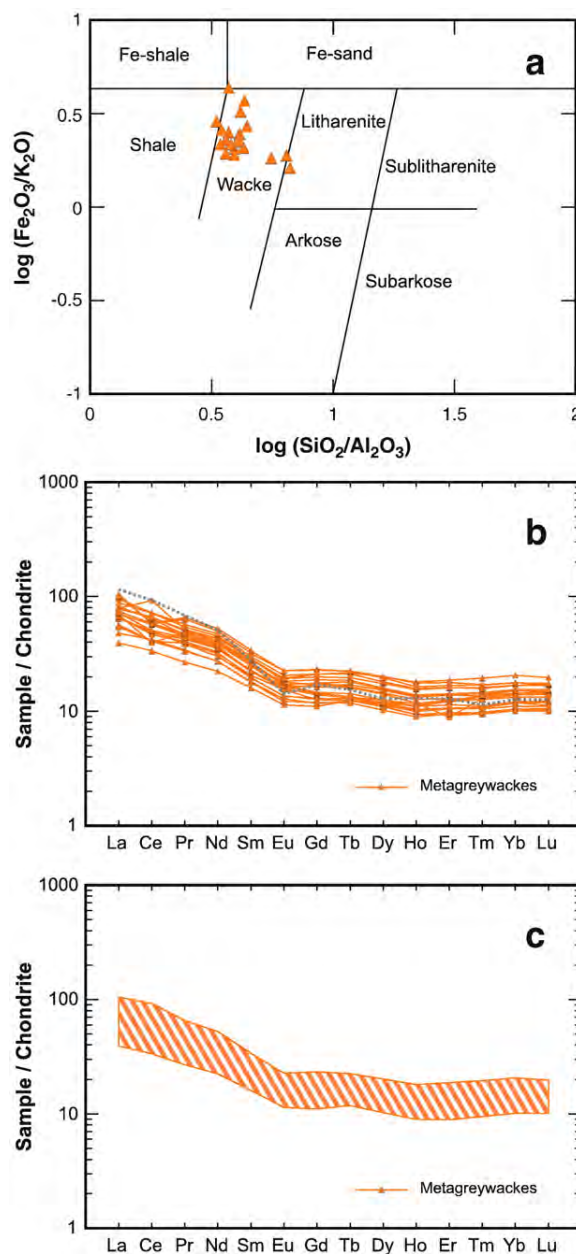 1
Fe-shale
Fe-sand
a
0.5
Litharenite
Shale
Sublitharenite
Wacke
0
Arkose
Subarkose
-0.5
-1
0
0.5
1
1.5
2
log (Fe2O3/K2O)
log (SiO2/Al2O3)
1000
b
100
10
Metagreywackes
1
Sample / Chondrite
La Ce Pr Nd Sm Eu Gd Tb Dy Ho Er Tm Yb Lu
1000
c
100
10
Metagreywackes
1
Sample / Chondrite
La Ce Pr Nd Sm Eu Gd Tb Dy Ho Er Tm Yb Lu